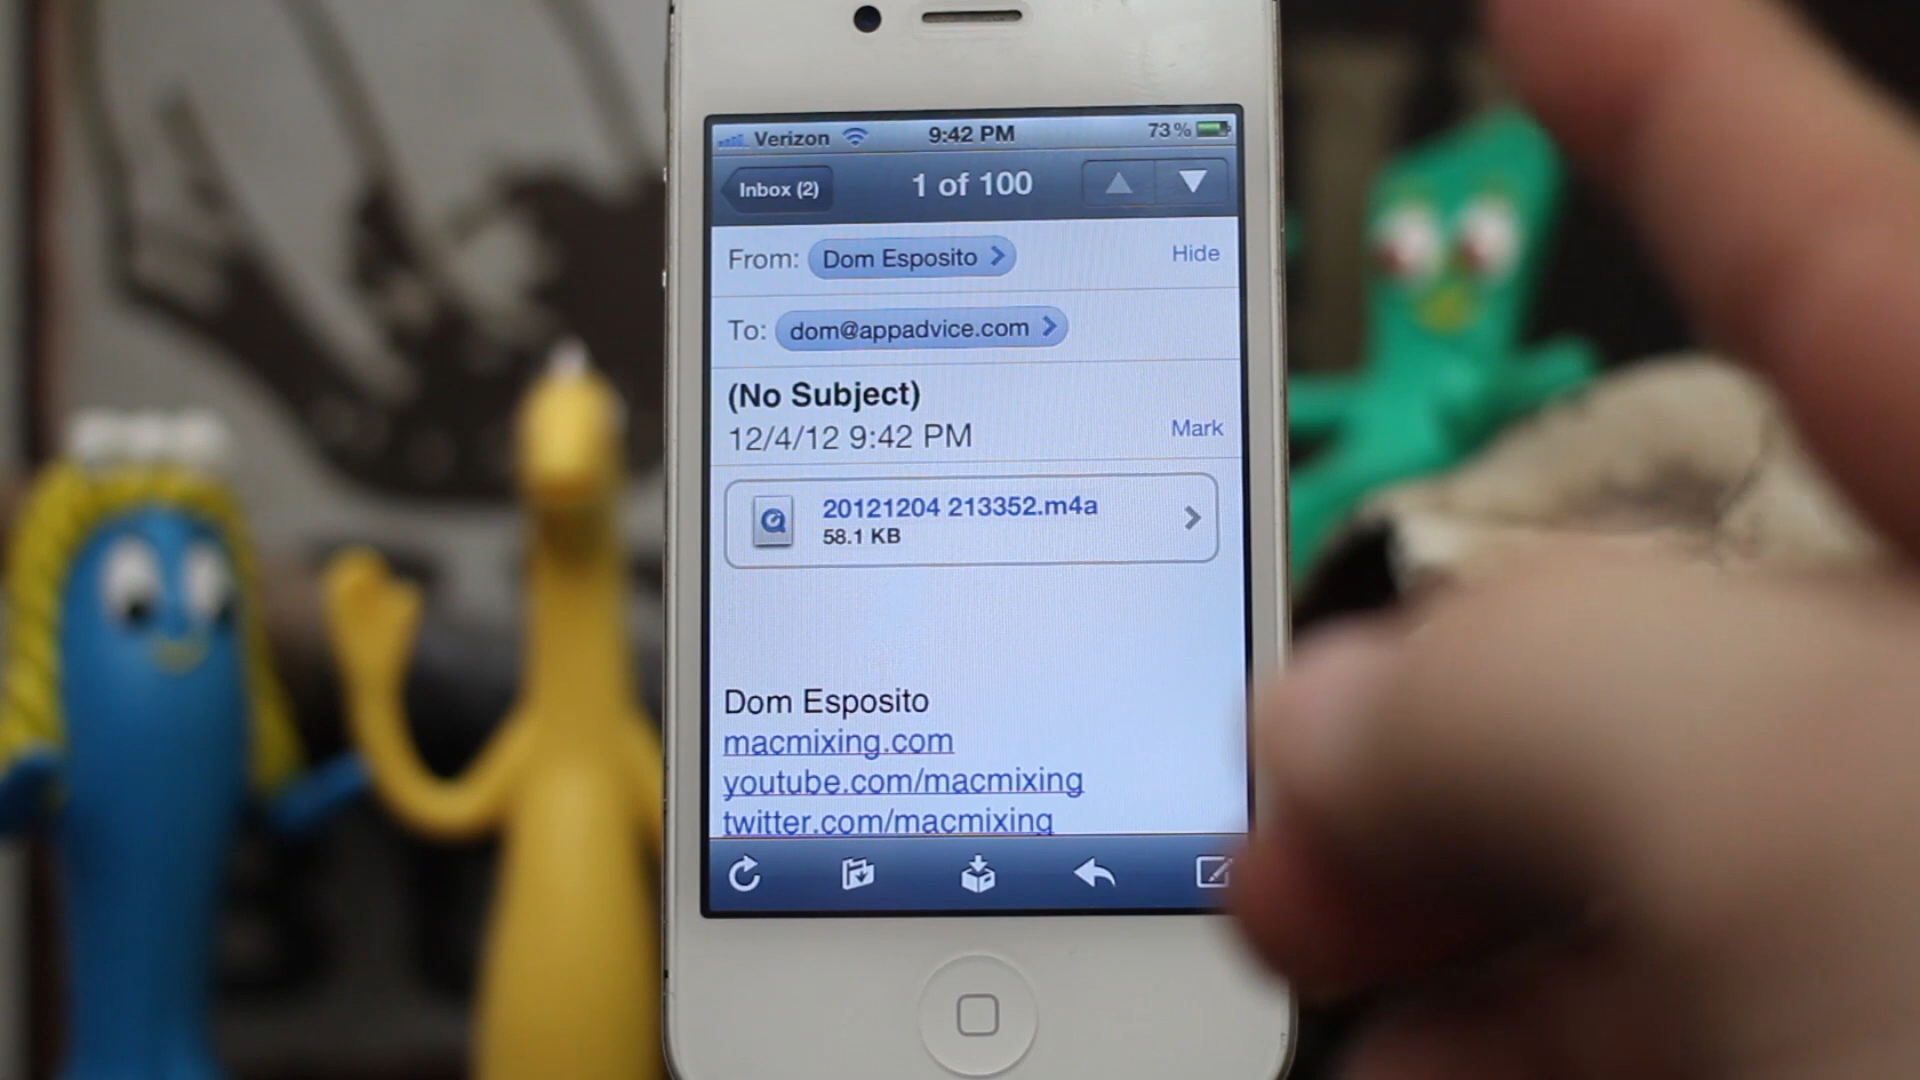 Verizon 9:42 PM 73%
Inbox (2) 1 of 100
From: Dom Esposito Hide
To: dom@appadvice.com
(No Subject)
12/4/12 9:42 PM Mark
20121204 213352.m4a
58.1 KB
Dom Esposito
macmixing.com
youtube.com/macmixing
twitter.com/macmixing